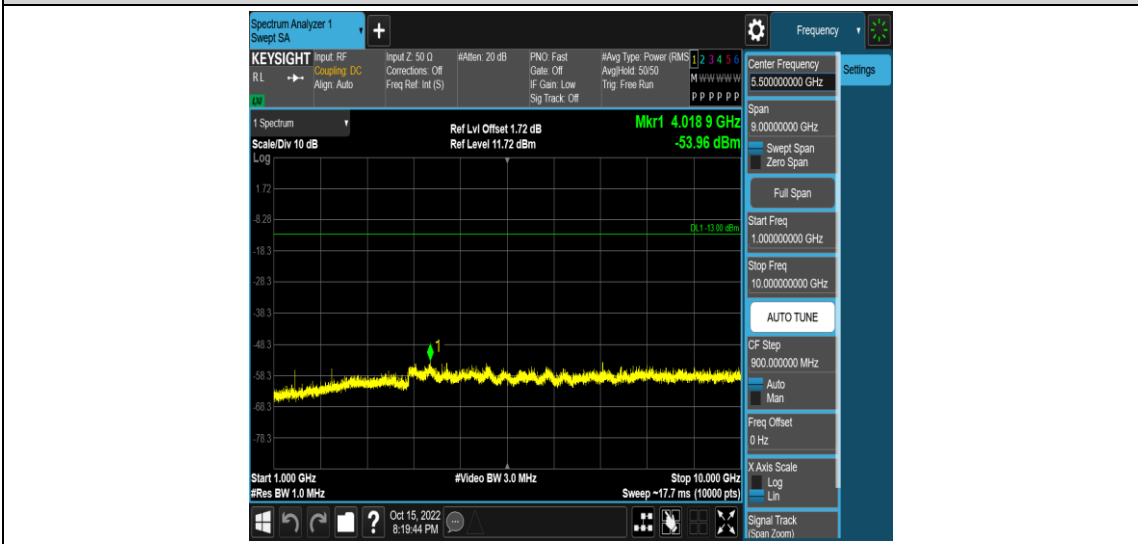 Spectrum Analyzer 1
Swept SA
+
Frequency
KEYSIGHT
RL
LXI
Input: RF
Coupling: DC
Align: Auto
Input Z: 50 Ω
Corrections: Off
Freq Ref: Int (S)
#Atten: 20 dB
PNO: Fast
Gate: Off
IF Gain: Low
Sig Track: Off
#Avg Type: Power (RMS
Avg|Hold: 50/50
Trig: Free Run
1 2 3 4 5 6
M W W W W W
P P P P P P
1 Spectrum
Scale/Div 10 dB
Log
Ref Lvl Offset 1.72 dB
Ref Level 11.72 dBm
Mkr1 4.018 9 GHz
-53.96 dBm
1.72
-8.28
DL1 -13.00 dBm
-18.3
-28.3
-38.3
-48.3
1
-58.3
-68.3
-78.3
Start 1.000 GHz
#Video BW 3.0 MHz
Stop 10.000 GHz
#Res BW 1.0 MHz
Sweep ~17.7 ms (10000 pts)
?
Oct 15, 2022
8:19:44 PM
Center Frequency
5.500000000 GHz
Settings
Span
9.00000000 GHz
Swept Span
Zero Span
Full Span
Start Freq
1.000000000 GHz
Stop Freq
10.000000000 GHz
AUTO TUNE
CF Step
900.000000 MHz
Auto
Man
Freq Offset
0 Hz
X Axis Scale
Log
Lin
Signal Track
(Span Zoom)